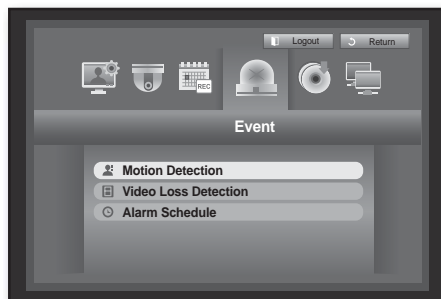 Logout Return
REC
Event
Motion Detection
Video Loss Detection
Alarm Schedule